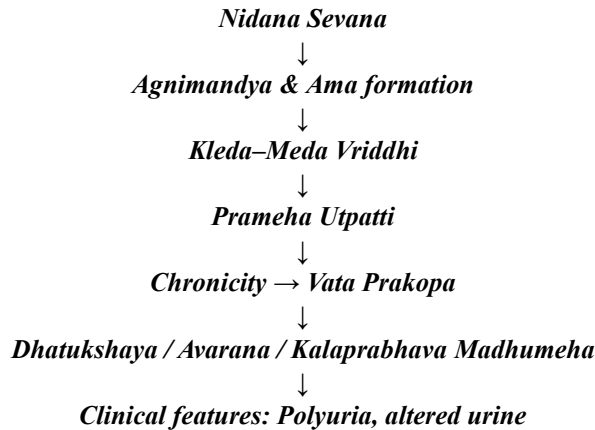 Nidana Sevana
↓
Agnimandya & Ama formation
↓
Kleda–Meda Vriddhi
↓
Prameha Utpatti
↓
Chronicity → Vata Prakopa
↓
Dhatukshaya / Avarana / Kalaprabhava Madhumeha
↓
Clinical features: Polyuria, altered urine